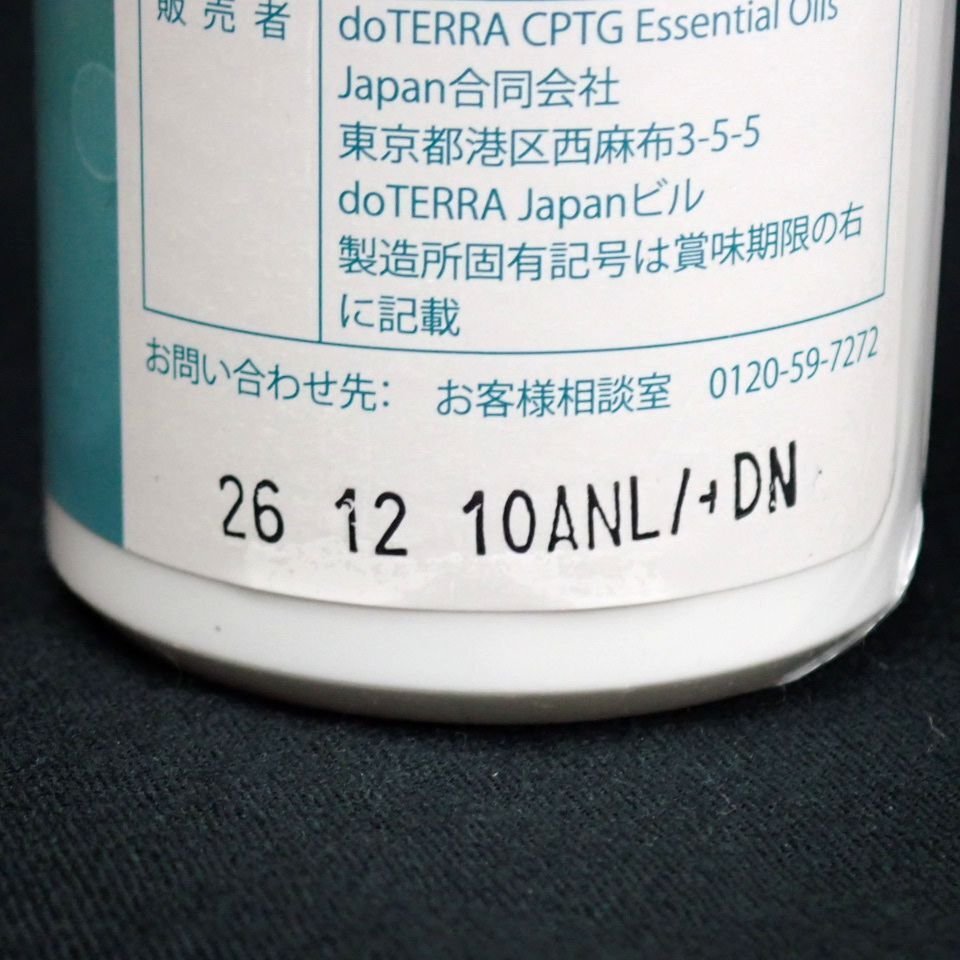 販売者
doTERRA CPTG Essential Oils
Japan合同会社
東京都港区西麻布3-5-5
doTERRA Japanビル
製造所固有記号は賞味期限の右
に記載
お問い合わせ先: お客様相談室 0120-59-7272
26 12 10ANL/+DN